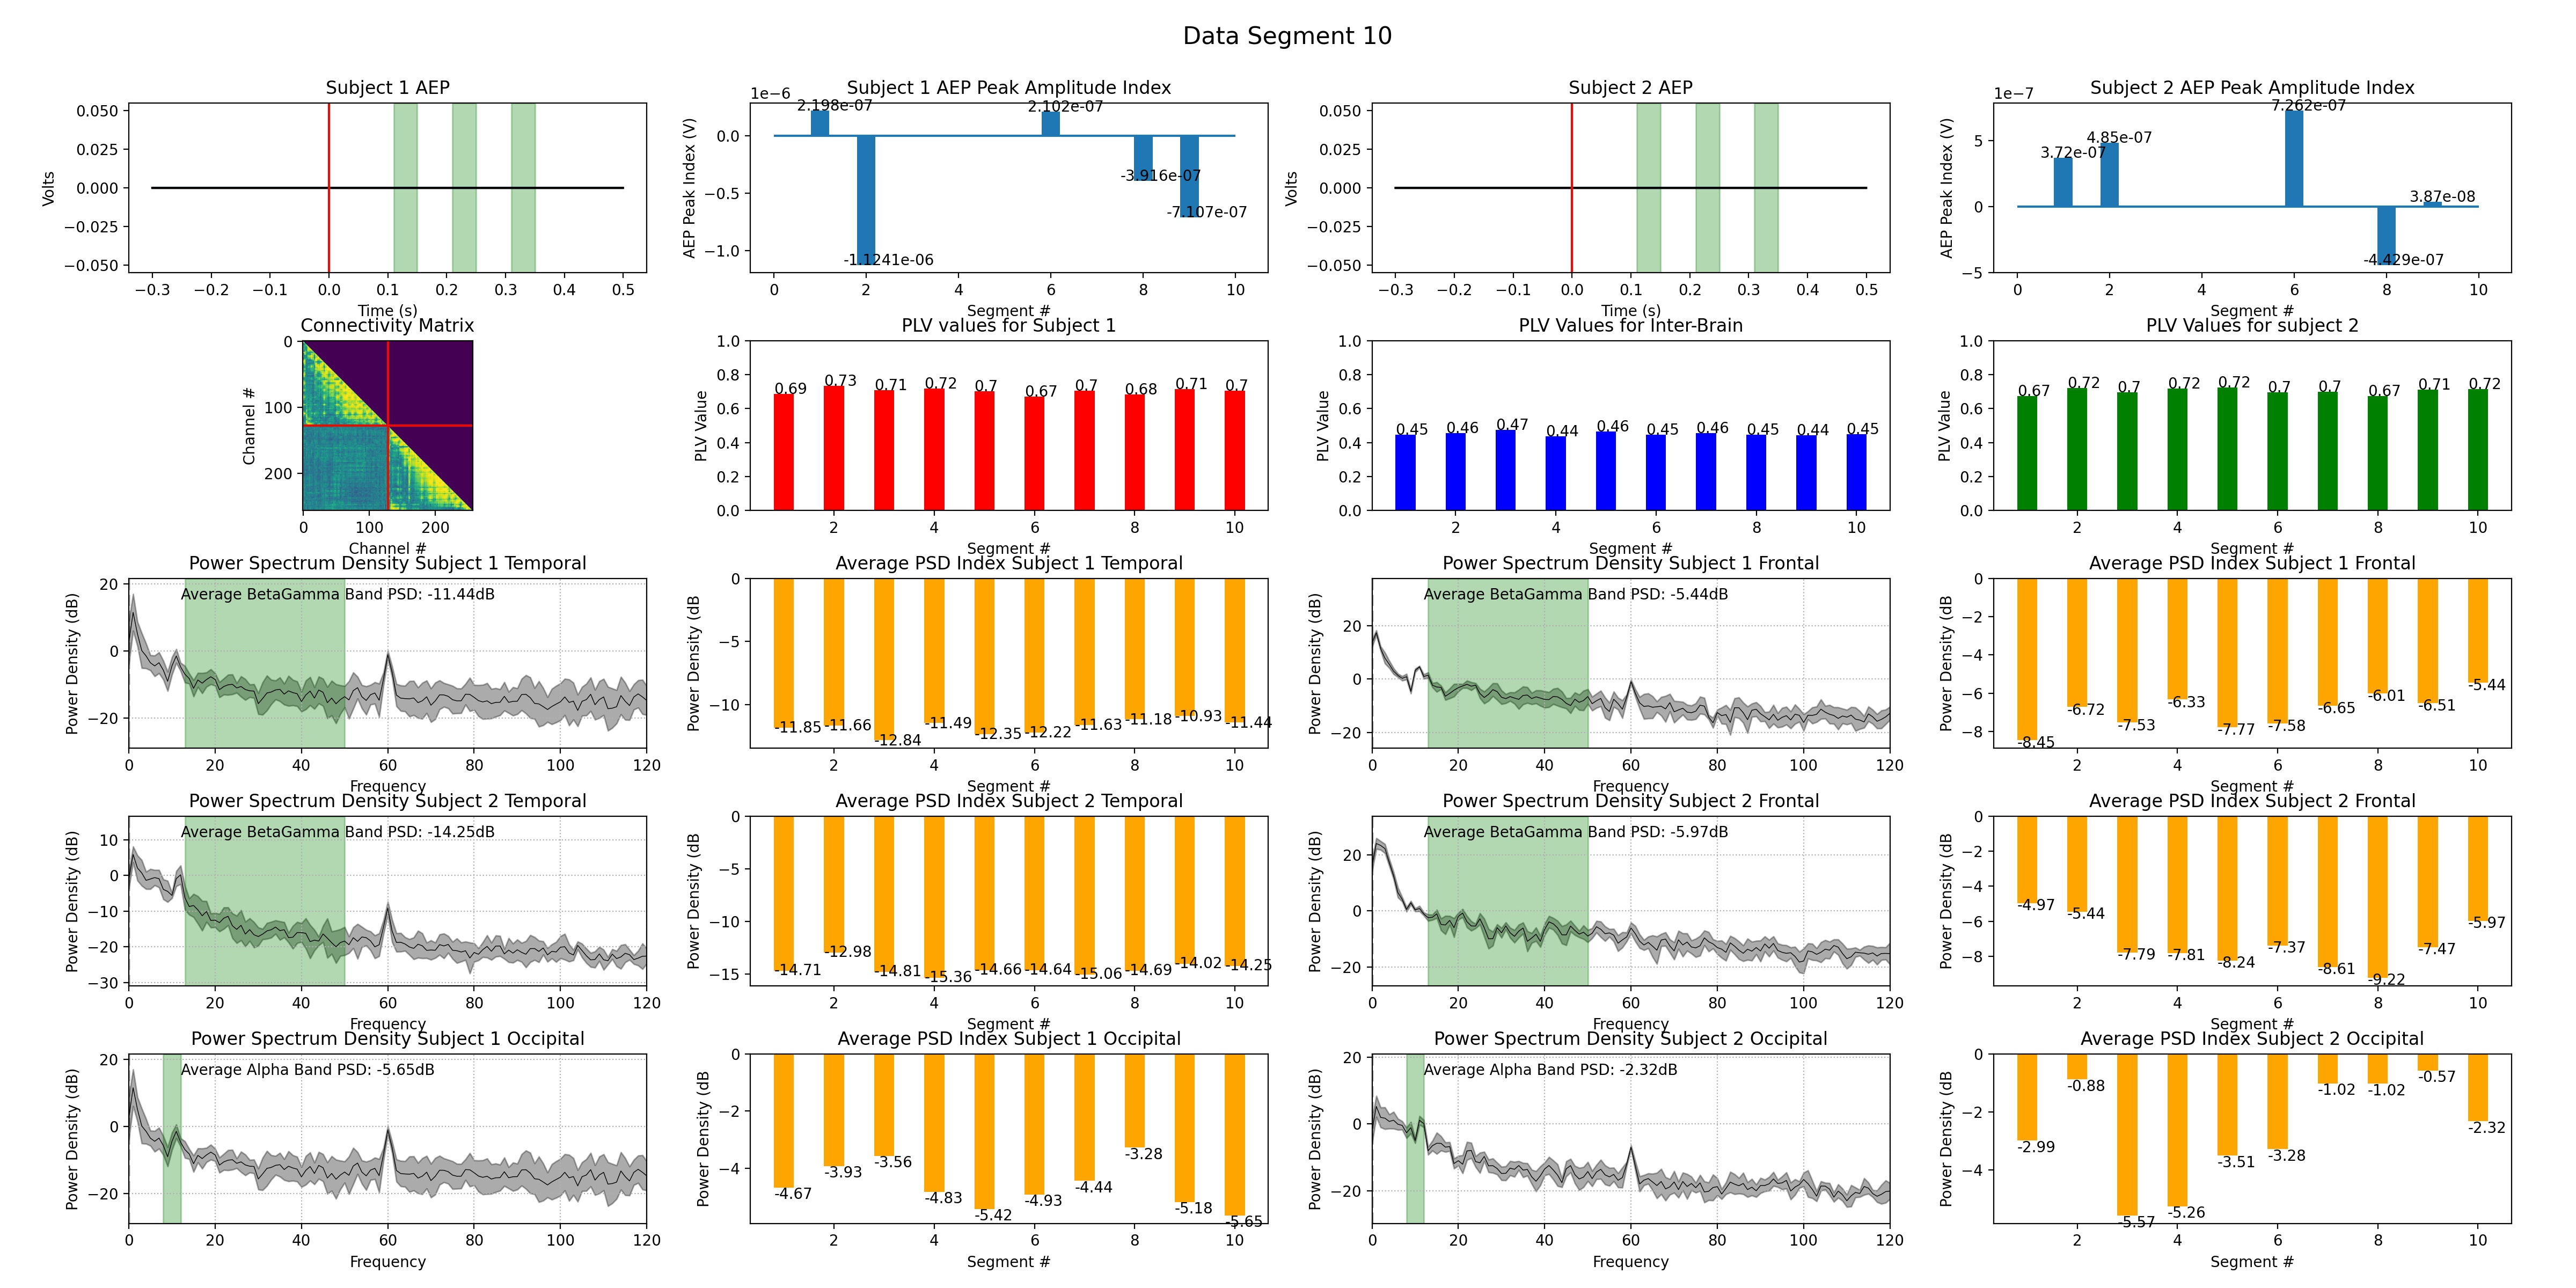 Data Segment 10
Subject 1 AEP
Volts
0.050
0.025
0.000
−0.025
−0.050
−0.3 −0.2 −0.1 0.0 0.1 0.2 0.3 0.4 0.5
Time (s)
Subject 1 AEP Peak Amplitude Index
1e−6
AEP Peak Index (V)
0.0
−0.5
−1.0
2.198e-07
-1.1241e-06
2.102e-07
-3.916e-07
-7.107e-07
0 2 4 6 8 10
Segment #
Subject 2 AEP
Volts
0.050
0.025
0.000
−0.025
−0.050
−0.3 −0.2 −0.1 0.0 0.1 0.2 0.3 0.4 0.5
Time (s)
Subject 2 AEP Peak Amplitude Index
1e−7
AEP Peak Index (V)
5
0
−5
3.72e-07
4.85e-07
7.262e-07
-4.429e-07
3.87e-08
0 2 4 6 8 10
Segment #
Connectivity Matrix
Channel #
0
100
200
0 100 200
Channel #
PLV values for Subject 1
PLV Value
1.0
0.8
0.6
0.4
0.2
0.0
0.69 0.73 0.71 0.72 0.7 0.67 0.7 0.68 0.71 0.7
2 4 6 8 10
Segment #
PLV Values for Inter-Brain
PLV Value
1.0
0.8
0.6
0.4
0.2
0.0
0.45 0.46 0.47 0.44 0.46 0.45 0.46 0.45 0.44 0.45
2 4 6 8 10
Segment #
PLV Values for subject 2
PLV Value
1.0
0.8
0.6
0.4
0.2
0.0
0.67 0.72 0.7 0.72 0.72 0.7 0.7 0.67 0.71 0.72
2 4 6 8 10
Segment #
Power Spectrum Density Subject 1 Temporal
Average BetaGamma Band PSD: -11.44dB
Power Density (dB)
20
0
−20
0 20 40 60 80 100 120
Frequency
Average PSD Index Subject 1 Temporal
Power Density (dB
0
−5
−10
-11.85 -11.66 -12.84 -11.49 -12.35 -12.22 -11.63 -11.18 -10.93 -11.44
2 4 6 8 10
Segment #
Power Spectrum Density Subject 1 Frontal
Average BetaGamma Band PSD: -5.44dB
Power Density (dB)
20
0
−20
0 20 40 60 80 100 120
Frequency
Average PSD Index Subject 1 Frontal
Power Density (dB
0
−2
−4
−6
−8
-8.45 -6.72 -7.53 -6.33 -7.77 -7.58 -6.65 -6.01 -6.51 -5.44
2 4 6 8 10
Segment #
Power Spectrum Density Subject 2 Temporal
Average BetaGamma Band PSD: -14.25dB
Power Density (dB)
10
0
−10
−20
−30
0 20 40 60 80 100 120
Frequency
Average PSD Index Subject 2 Temporal
Power Density (dB
0
−5
−10
−15
-14.71 -12.98 -14.81 -15.36 -14.66 -14.64 -15.06 -14.69 -14.02 -14.25
2 4 6 8 10
Segment #
Power Spectrum Density Subject 2 Frontal
Average BetaGamma Band PSD: -5.97dB
Power Density (dB)
20
0
−20
0 20 40 60 80 100 120
Frequency
Average PSD Index Subject 2 Frontal
Power Density (dB
0
−2
−4
−6
−8
-4.97 -5.44 -7.79 -7.81 -8.24 -7.37 -8.61 -9.22 -7.47 -5.97
2 4 6 8 10
Segment #
Power Spectrum Density Subject 1 Occipital
Average Alpha Band PSD: -5.65dB
Power Density (dB)
20
0
−20
0 20 40 60 80 100 120
Frequency
Average PSD Index Subject 1 Occipital
Power Density (dB
0
−2
−4
-4.67 -3.93 -3.56 -4.83 -5.42 -4.93 -4.44 -3.28 -5.18 -5.65
2 4 6 8 10
Segment #
Power Spectrum Density Subject 2 Occipital
Average Alpha Band PSD: -2.32dB
Power Density (dB)
20
0
−20
0 20 40 60 80 100 120
Frequency
Average PSD Index Subject 2 Occipital
Power Density (dB
0
−2
−4
-2.99 -0.88 -5.57 -5.26 -3.51 -3.28 -1.02 -1.02 -0.57 -2.32
2 4 6 8 10
Segment #